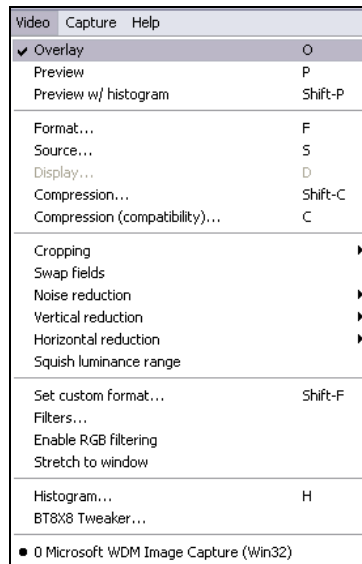 Video Capture Help
Overlay O
Preview P
Preview w/ histogram Shift-P
Format... F
Source... S
Display... D
Compression... Shift-C
Compression (compatibility)... C
Cropping
Swap fields
Noise reduction
Vertical reduction
Horizontal reduction
Squish luminance range
Set custom format... Shift-F
Filters...
Enable RGB filtering
Stretch to window
Histogram... H
BT8X8 Tweaker...
0 Microsoft WDM Image Capture (Win32)